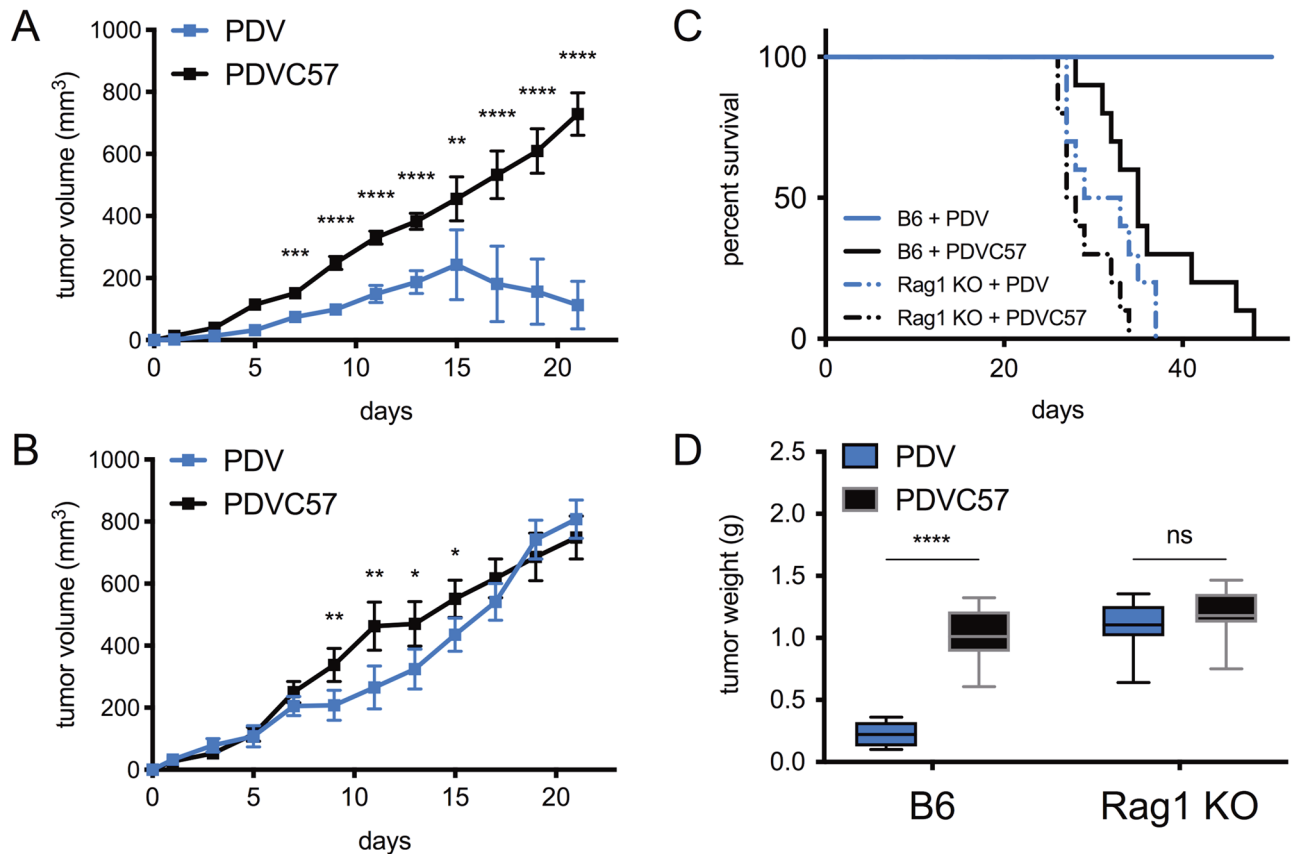 A
PDV
PDVC57
tumor volume (mm³)
1000
800
600
400
200
0
*** **** **** **** ** **** **** ****
0 5 10 15 20
days
B
PDV
PDVC57
tumor volume (mm³)
1000
800
600
400
200
0
** ** * *
0 5 10 15 20
days
C
percent survival
100
50
0
B6 + PDV
B6 + PDVC57
Rag1 KO + PDV
Rag1 KO + PDVC57
0 20 40
days
D
PDV
PDVC57
tumor weight (g)
2.5
2.0
1.5
1.0
0.5
0.0
**** ns
B6 Rag1 KO